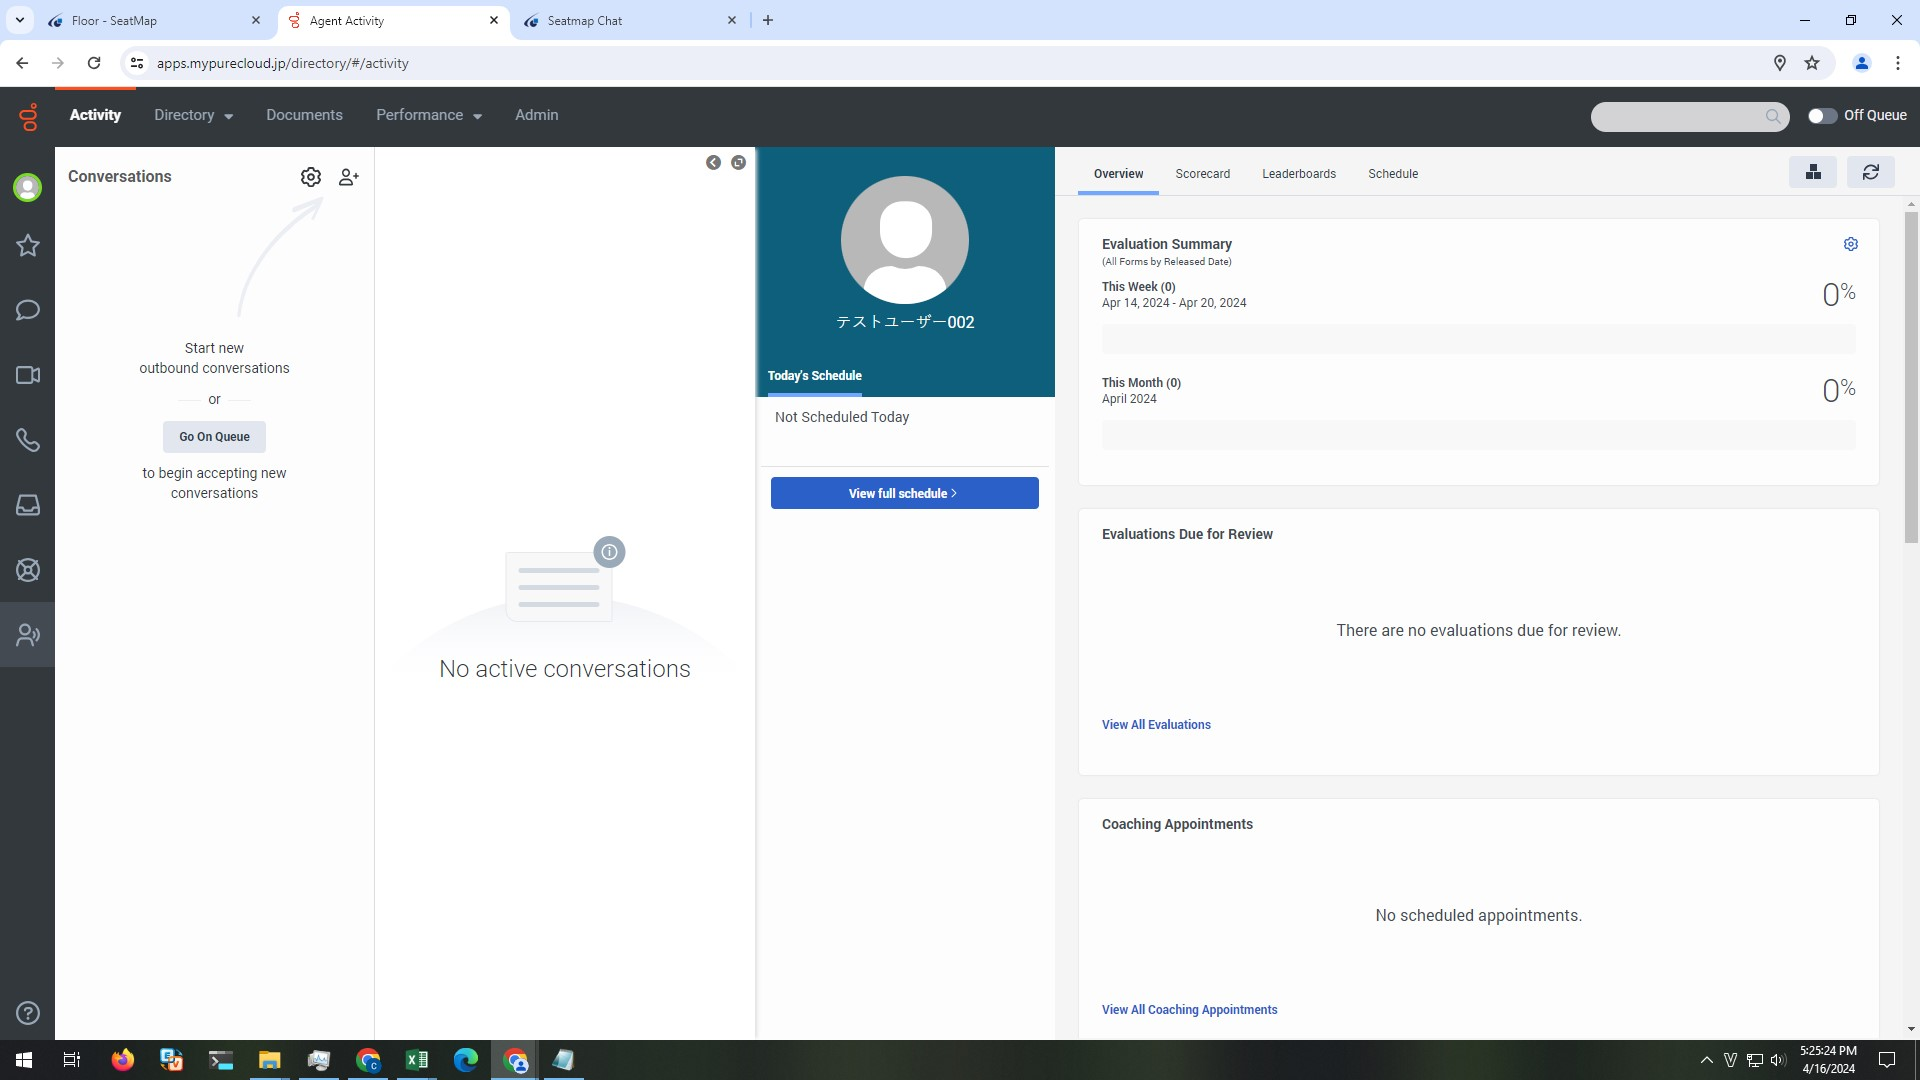 Floor - SeatMap
Agent Activity
Seatmap Chat
apps.mypurecloud.jp/directory/#/activity
Activity
Directory
Documents
Performance
Admin
Off Queue
Conversations
Start new
outbound conversations
or
Go On Queue
to begin accepting new
conversations
No active conversations
テストユーザー002
Today's Schedule
Not Scheduled Today
View full schedule
Overview
Scorecard
Leaderboards
Schedule
Evaluation Summary
(All Forms by Released Date)
This Week (0)
Apr 14, 2024 - Apr 20, 2024
0%
This Month (0)
April 2024
0%
Evaluations Due for Review
There are no evaluations due for review.
View All Evaluations
Coaching Appointments
No scheduled appointments.
View All Coaching Appointments
5:25:24 PM
4/16/2024